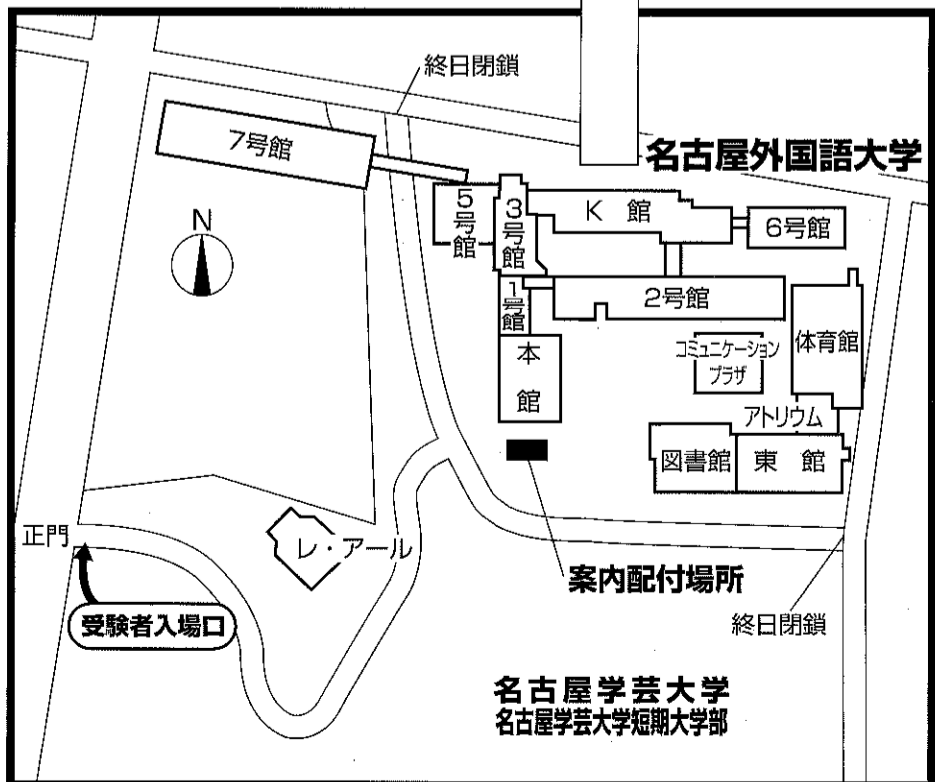 終日閉鎖
7号館
名古屋外国語大学
N
5号館
3号館
K 館
6号館
1号館
2号館
本館
コミュニケーション
プラザ
体育館
アトリウム
図書館
東 館
正門
レ・アール
案内配付場所
受験者入場口
終日閉鎖
名古屋学芸大学
名古屋学芸大学短期大学部